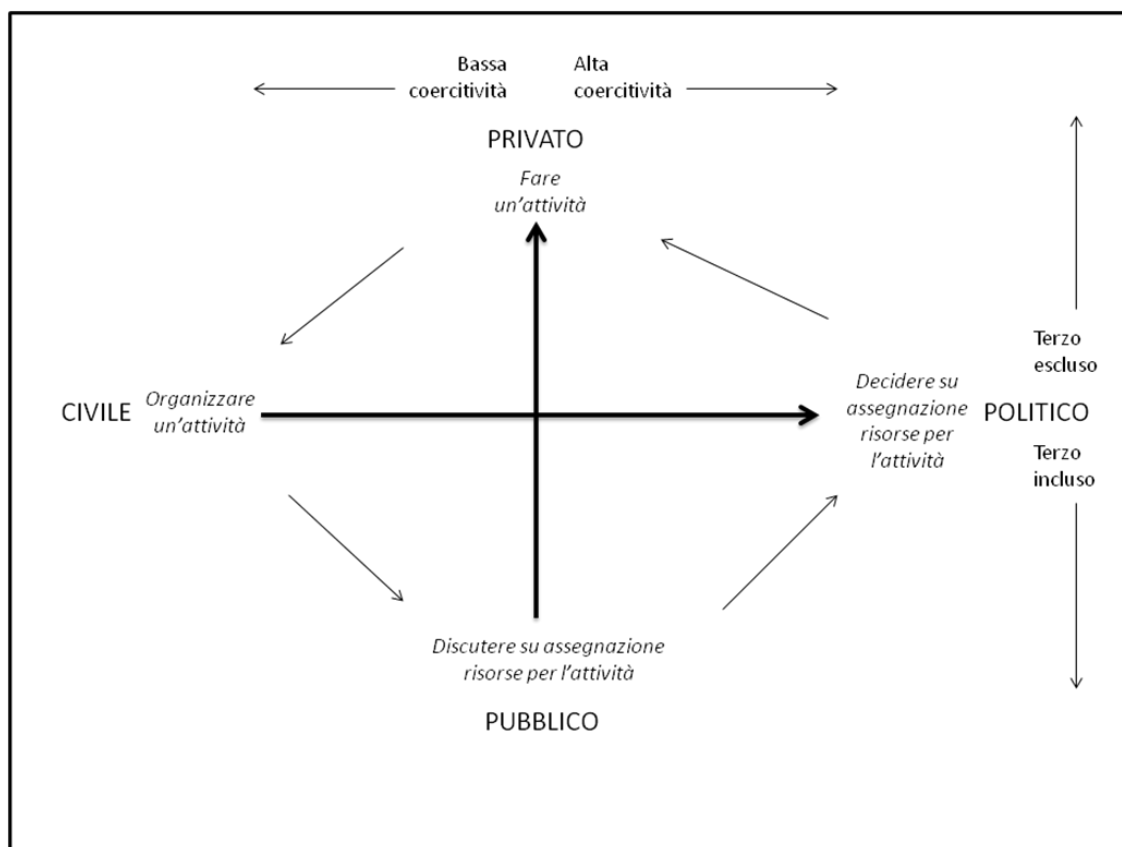 Bassa
coercitività
Alta
coercitività
PRIVATO
Fare
un’attività
Terzo
escluso
CIVILE
Organizzare
un’attività
Decidere su
assegnazione
risorse per
l’attività
POLITICO
Terzo
incluso
Discutere su assegnazione
risorse per l’attività
PUBBLICO